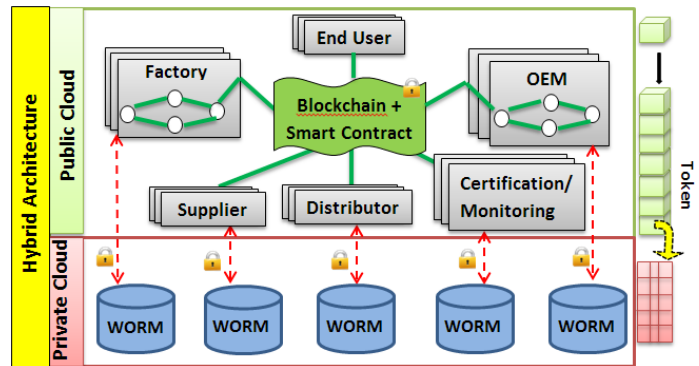 Hybrid Architecture
Public Cloud
Private Cloud
End User
Factory
OEM
Blockchain +
Smart Contract
Supplier
Distributor
Certification/
Monitoring
Token
WORM
WORM
WORM
WORM
WORM